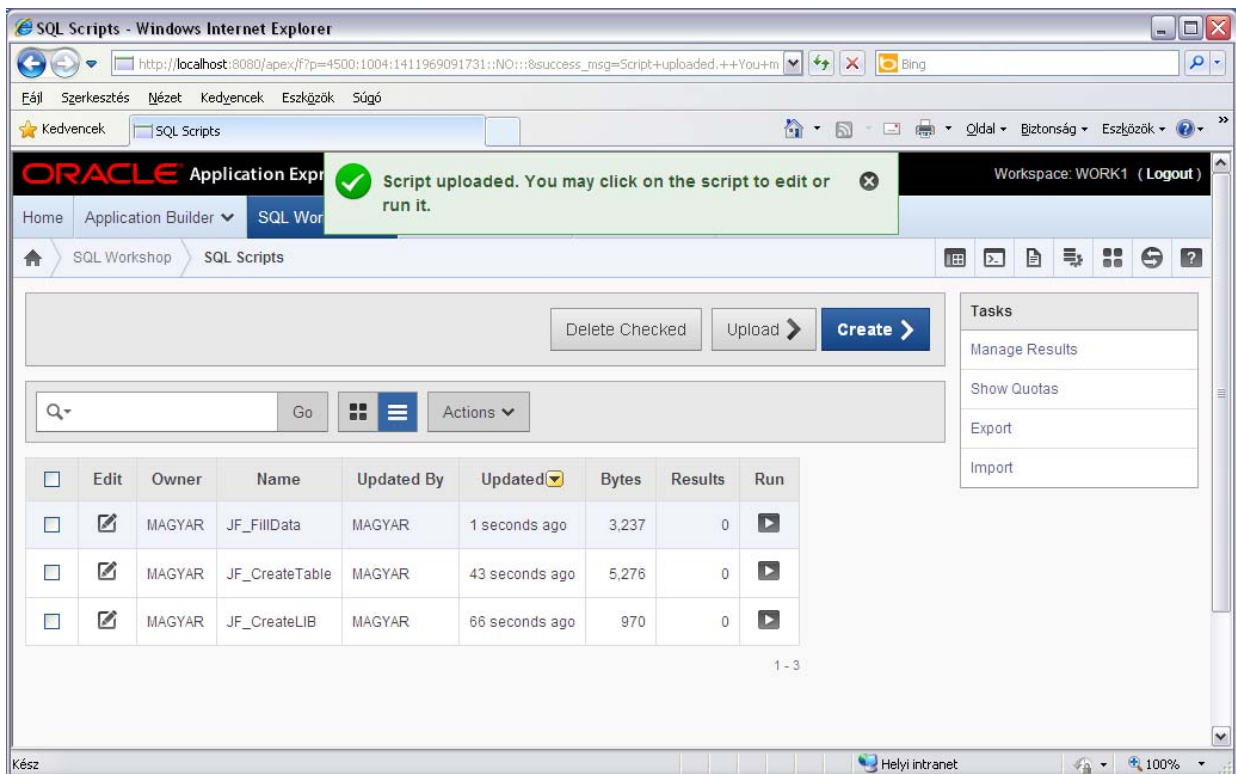 SQL Scripts - Windows Internet Explorer
http://localhost:8080/apex/f?p=4500:1004:1411969091731::NO:::&success_msg=Script+uploaded.++You+m
Bing
Fájl Szerkesztés Nézet Kedvencek Eszközök Súgó
Kedvencek SQL Scripts Oldal Biztonság Eszközök »
ORACLE Application Expr
Script uploaded. You may click on the script to edit or
run it.
Workspace: WORK1 (Logout)
Home Application Builder SQL Wor
SQL Workshop SQL Scripts
Delete Checked Upload Create
Tasks
Manage Results
Show Quotas
Export
Import
Go Actions
Edit Owner Name Updated By Updated Bytes Results Run
MAGYAR JF_FillData MAGYAR 1 seconds ago 3,237 0
MAGYAR JF_CreateTable MAGYAR 43 seconds ago 5,276 0
MAGYAR JF_CreateLIB MAGYAR 66 seconds ago 970 0
1 - 3
Kész Helyi intranet 100%